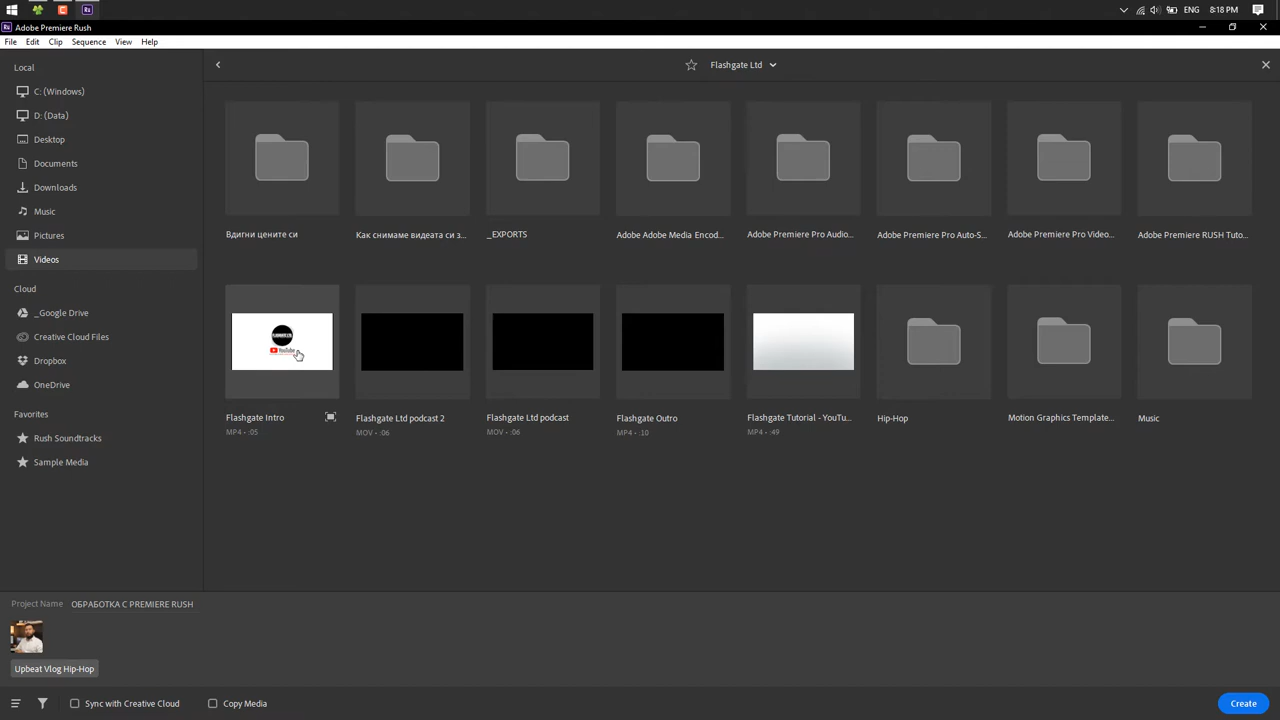 ENG
8:18 PM
Adobe Premiere Rush
File Edit Clip Sequence View Help
Local
Flashgate Ltd
C: (Windows)
D: (Data)
Desktop
Documents
Downloads
Music
Pictures
Videos
Cloud
_Google Drive
Creative Cloud Files
Dropbox
OneDrive
Favorites
Rush Soundtracks
Sample Media
Вдигни цените си
Как снимаме видеата си з...
_EXPORTS
Adobe Adobe Media Encod...
Adobe Premiere Pro Audio...
Adobe Premiere Pro Auto-S...
Adobe Premiere Pro Video...
Adobe Premiere RUSH Tuto...
FLASHGATE LTD
YouTube
Flashgate Intro
MP4 - :05
Flashgate Ltd podcast 2
MOV - :06
Flashgate Ltd podcast
MOV - :06
Flashgate Outro
MP4 - :10
Flashgate Tutorial - YouTu...
MP4 - :49
Hip-Hop
Motion Graphics Template...
Music
Project Name ОБРАБОТКА С PREMIERE RUSH
Upbeat Vlog Hip-Hop
Sync with Creative Cloud
Copy Media
Create